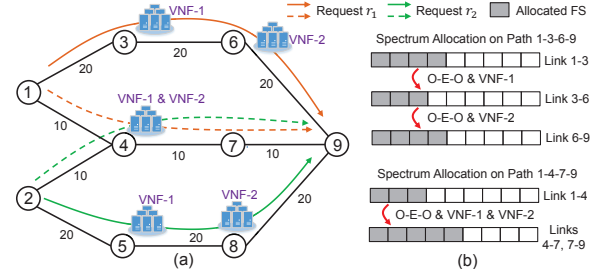 Request r1
Request r2
Allocated FS
VNF-1
VNF-2
3
20
6
20
20
1
VNF-1 & VNF-2
10
4
10
7
10
9
10
2
VNF-1
VNF-2
20
5
20
8
20
(a)
Spectrum Allocation on Path 1-3-6-9
Link 1-3
O-E-O & VNF-1
Link 3-6
O-E-O & VNF-2
Link 6-9
Spectrum Allocation on Path 1-4-7-9
Link 1-4
O-E-O & VNF-1 & VNF-2
Links
4-7, 7-9
(b)